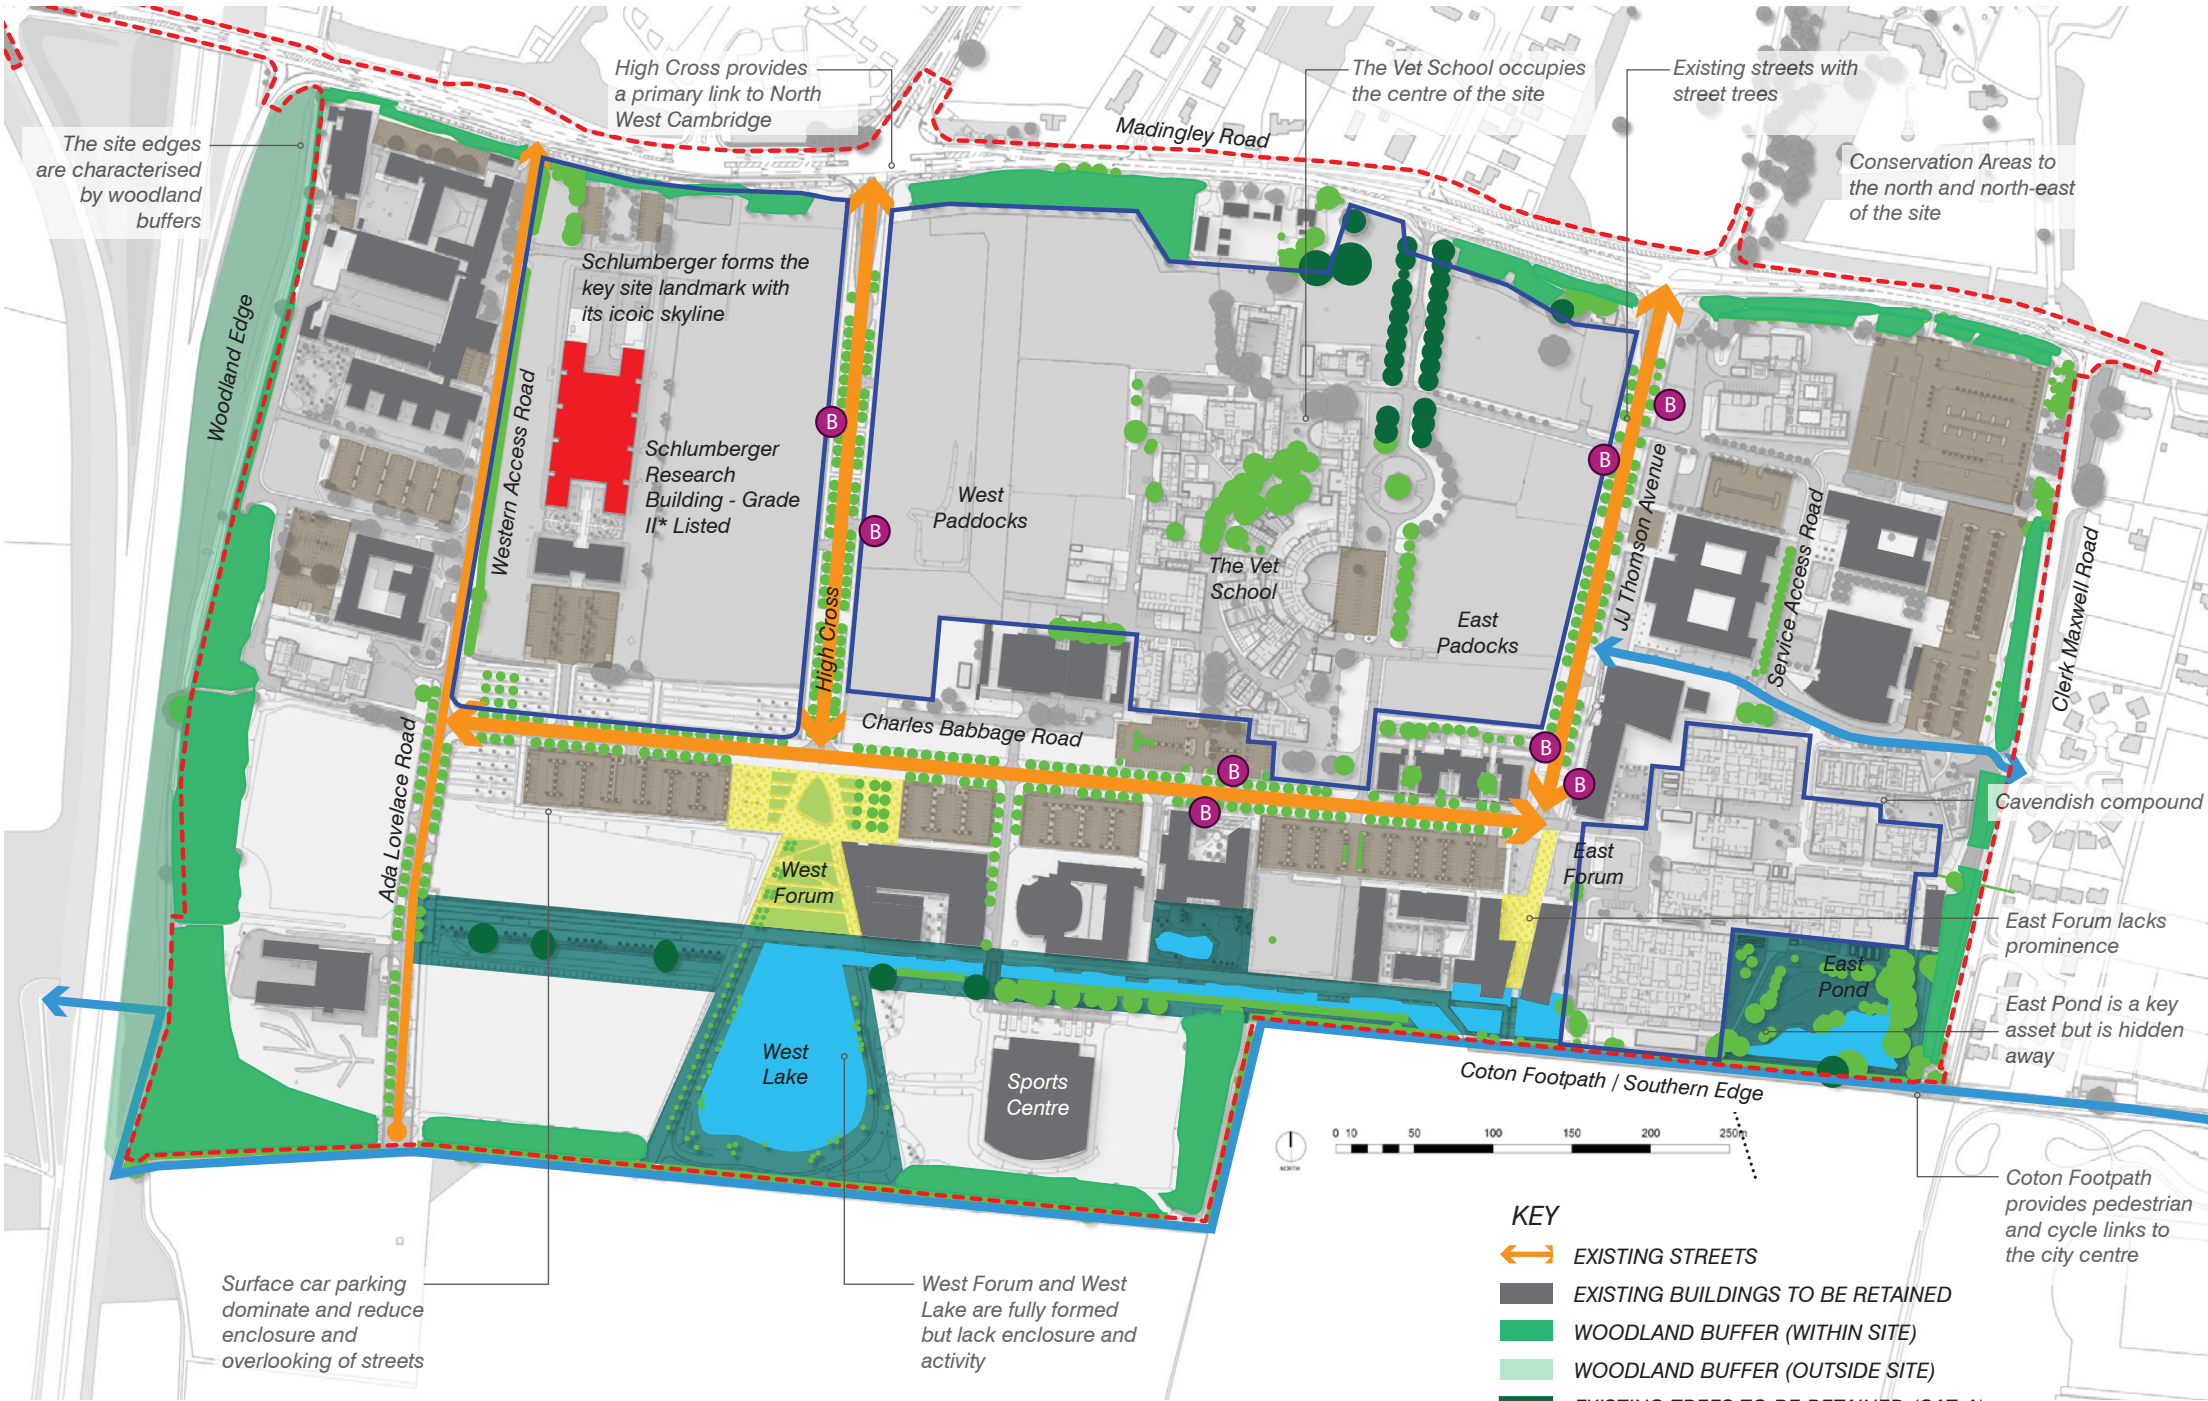 High Cross provides
a primary link to North
West Cambridge
The Vet School occupies
the centre of the site
Existing streets with
street trees
Madingley Road
The site edges
are characterised
by woodland
buffers
Conservation Areas to
the north and north-east
of the site
Schlumberger forms the
key site landmark with
its icoic skyline
Woodland Edge
Western Access Road
Schlumberger
Research
Building - Grade
II* Listed
B
B
B
B
West
Paddocks
The Vet
School
East
Padocks
JJ Thomson Avenue
Service Access Road
Clerk Maxwell Road
High Cross
Charles Babbage Road
Ada Lovelace Road
B
B
B
B
Cavendish compound
West
Forum
East
Forum
East Forum lacks
prominence
East
Pond
East Pond is a key
asset but is hidden
away
West
Lake
Sports
Centre
Coton Footpath / Southern Edge
NORTH
0 10 50 100 150 200 250m
Coton Footpath
provides pedestrian
and cycle links to
the city centre
Surface car parking
dominate and reduce
enclosure and
overlooking of streets
West Forum and West
Lake are fully formed
but lack enclosure and
activity
KEY
EXISTING STREETS
EXISTING BUILDINGS TO BE RETAINED
WOODLAND BUFFER (WITHIN SITE)
WOODLAND BUFFER (OUTSIDE SITE)
EXISTING TREES TO BE RETAINED (CAT A)